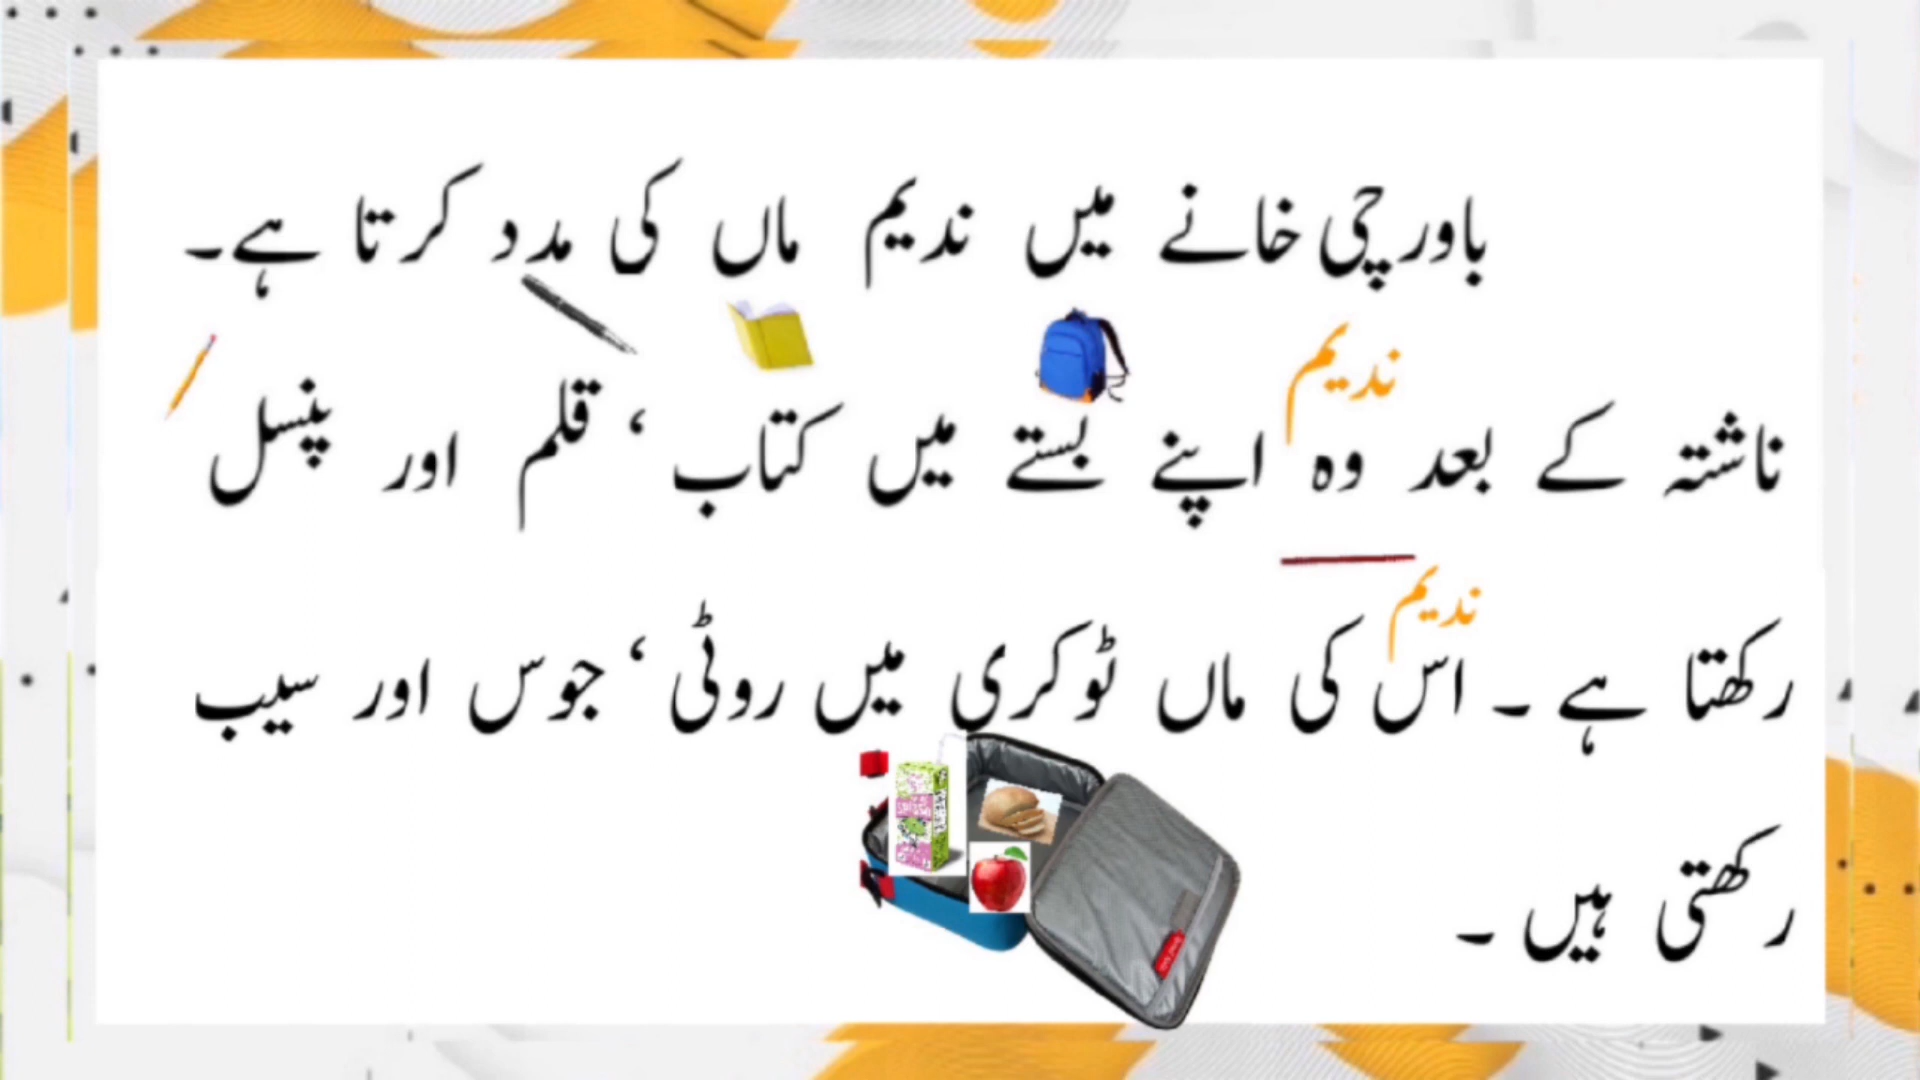 باورچی خانے میں ندیم ماں کی مدد کرتا ہے۔
ندیم
ناشتہ کے بعد وہ اپنے بستے میں کتاب ‘ قلم اور پنسل
ندیم
رکھتا ہے ۔ اس کی ماں ٹوکری میں روٹی ‘ جوس اور سیب
رکھتی ہیں ۔